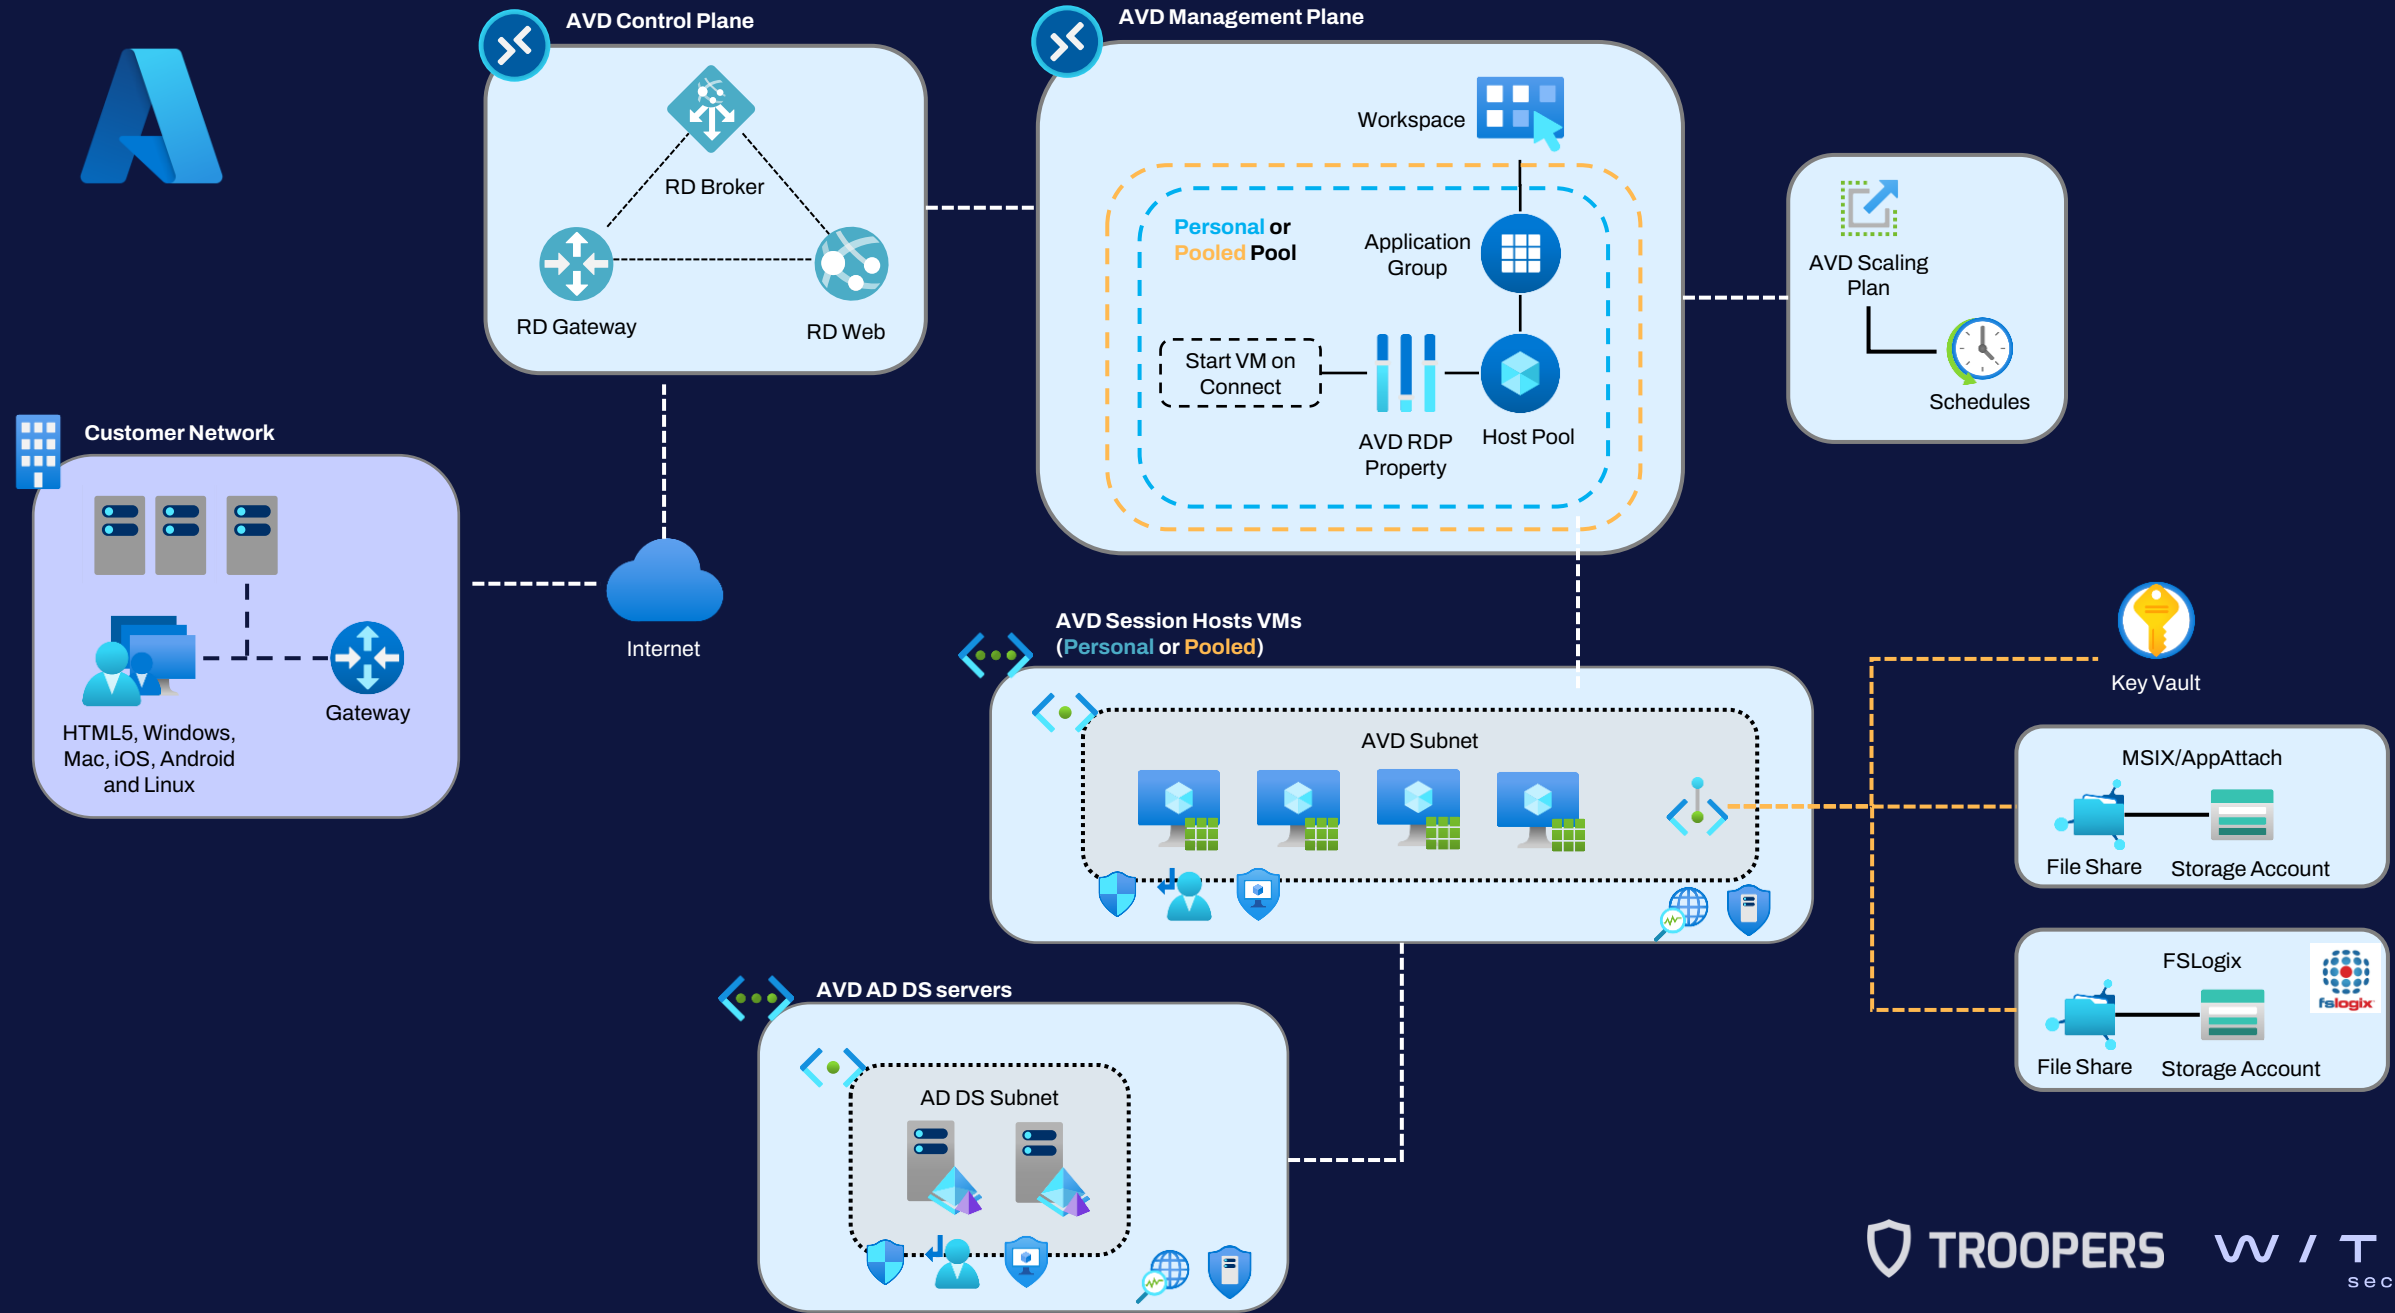 AVD Control Plane
RD Broker
RD Gateway
RD Web
AVD Management Plane
Workspace
Personal or
Pooled Pool
Application
Group
Start VM on
Connect
AVD RDP
Property
Host Pool
AVD Scaling
Plan
Schedules
Customer Network
HTML5, Windows,
Mac, iOS, Android
and Linux
Gateway
Internet
AVD Session Hosts VMs
(Personal or Pooled)
AVD Subnet
Key Vault
MSIX/AppAttach
File Share
Storage Account
FSLogix
fslogix
File Share
Storage Account
AVD AD DS servers
AD DS Subnet
TROOPERS
W / T
sec